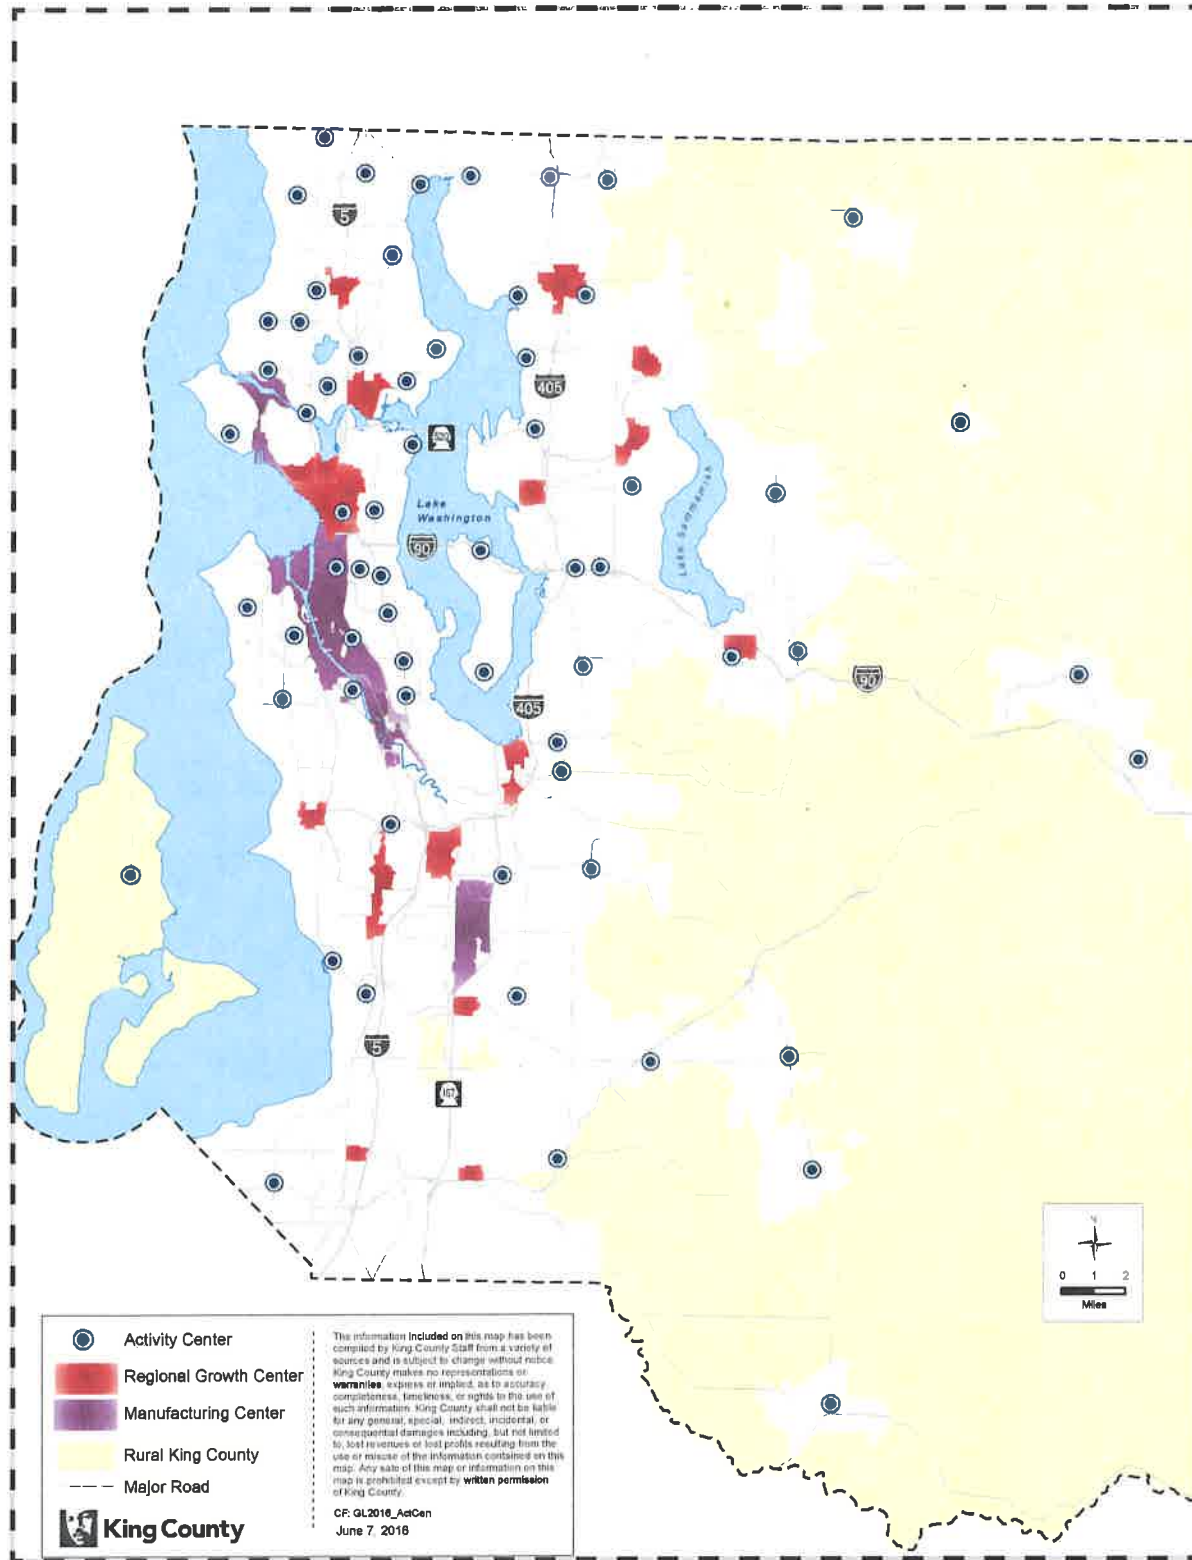 5
405
520
Lake
Washington
90
Lake Sammamish
405
90
5
167
N
0 1 2
Miles
Activity Center
Regional Growth Center
Manufacturing Center
Rural King County
Major Road
King County
The information included on this map has been
compiled by King County Staff from a variety of
sources and is subject to change without notice.
King County makes no representations or
warranties, express or implied, as to accuracy,
completeness, timeliness, or rights to the use of
such information. King County shall not be liable
for any general, special, indirect, incidental, or
consequential damages including, but not limited
to, lost revenues or lost profits resulting from the
use or misuse of the information contained on this
map. Any sale of this map or information on this
map is prohibited except by written permission
of King County.
CF: GL2016_ActCen
June 7, 2016